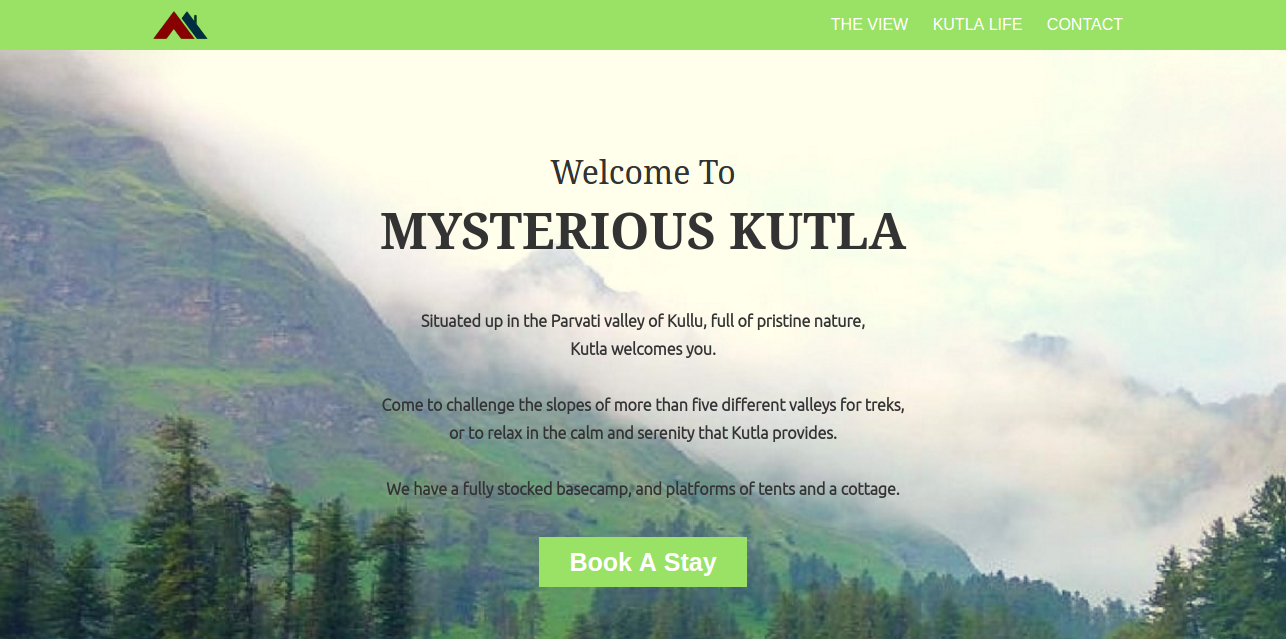 THE VIEW KUTLA LIFE CONTACT
Welcome To
MYSTERIOUS KUTLA
Situated up in the Parvati valley of Kullu, full of pristine nature,
Kutla welcomes you.
Come to challenge the slopes of more than five different valleys for treks,
or to relax in the calm and serenity that Kutla provides.
We have a fully stocked basecamp, and platforms of tents and a cottage.
Book A Stay